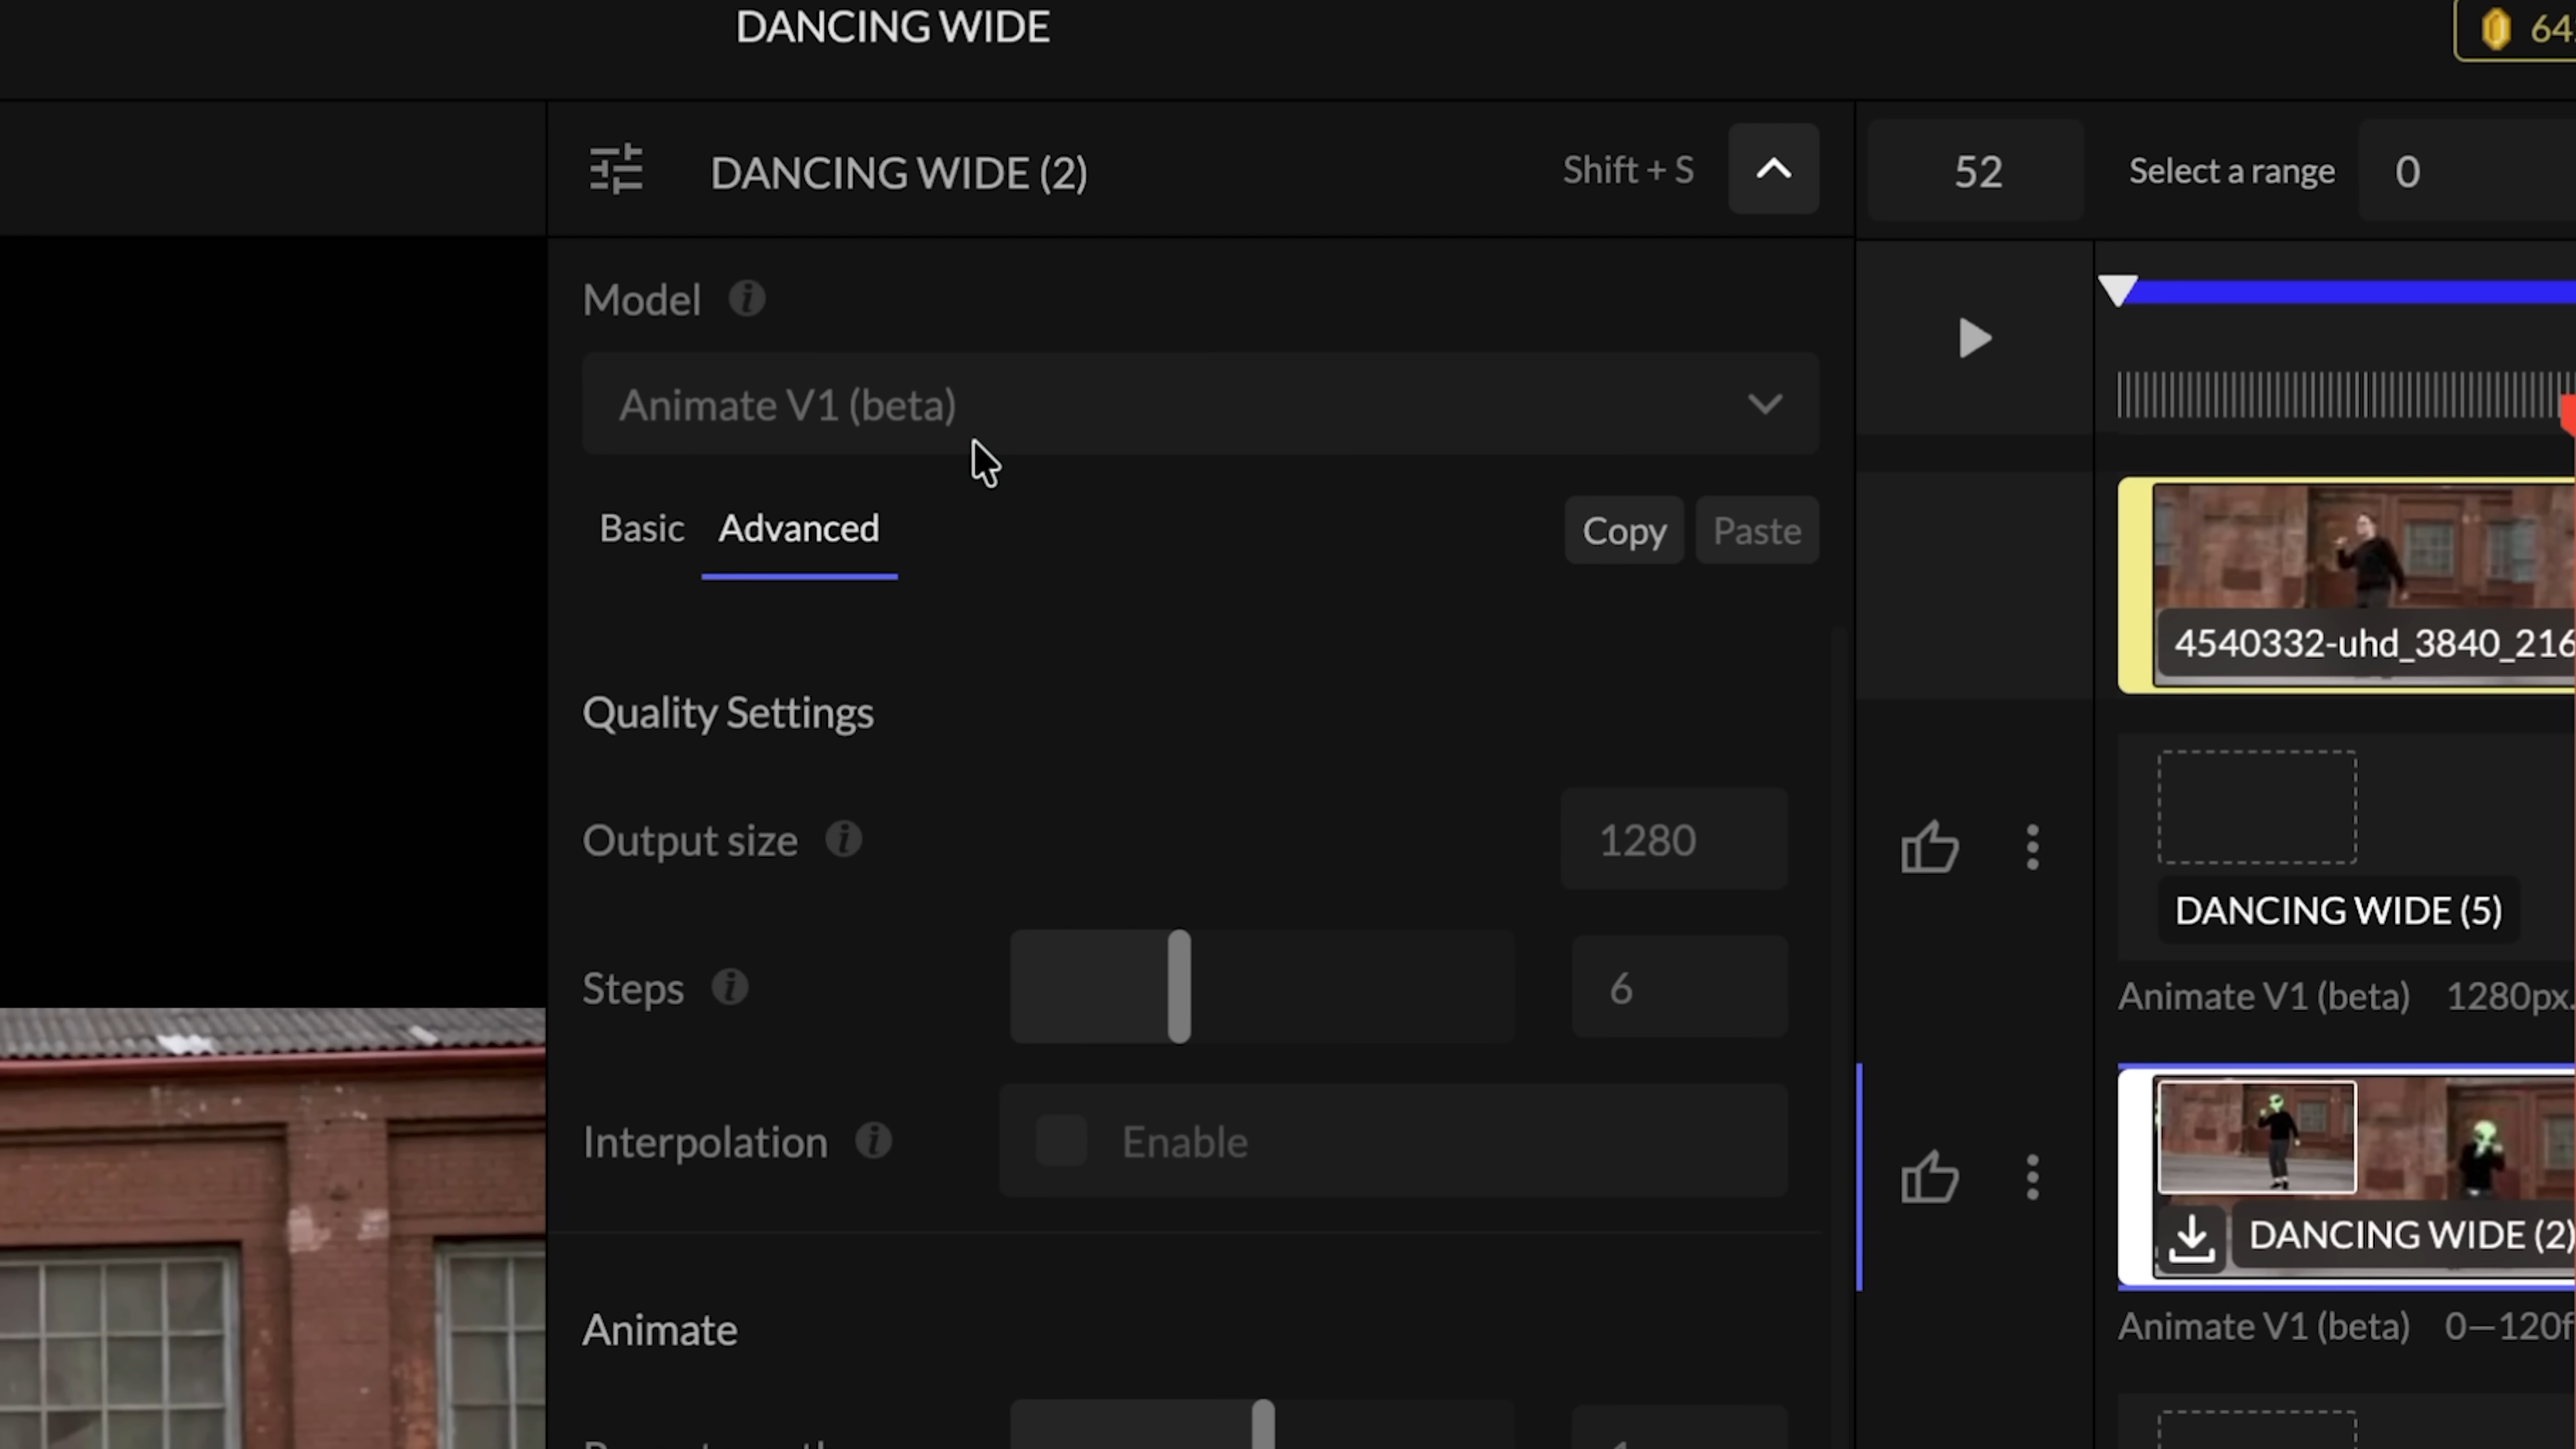 DANCING WIDE
DANCING WIDE (2)
Shift + S
52
Select a range
0
Model
Animate V1 (beta)
Basic
Advanced
Copy
Paste
4540332-uhd_3840_216
Quality Settings
Output size
1280
DANCING WIDE (5)
Steps
6
Animate V1 (beta)
1280px
Interpolation
Enable
DANCING WIDE (2)
Animate
Animate V1 (beta)
0—120f